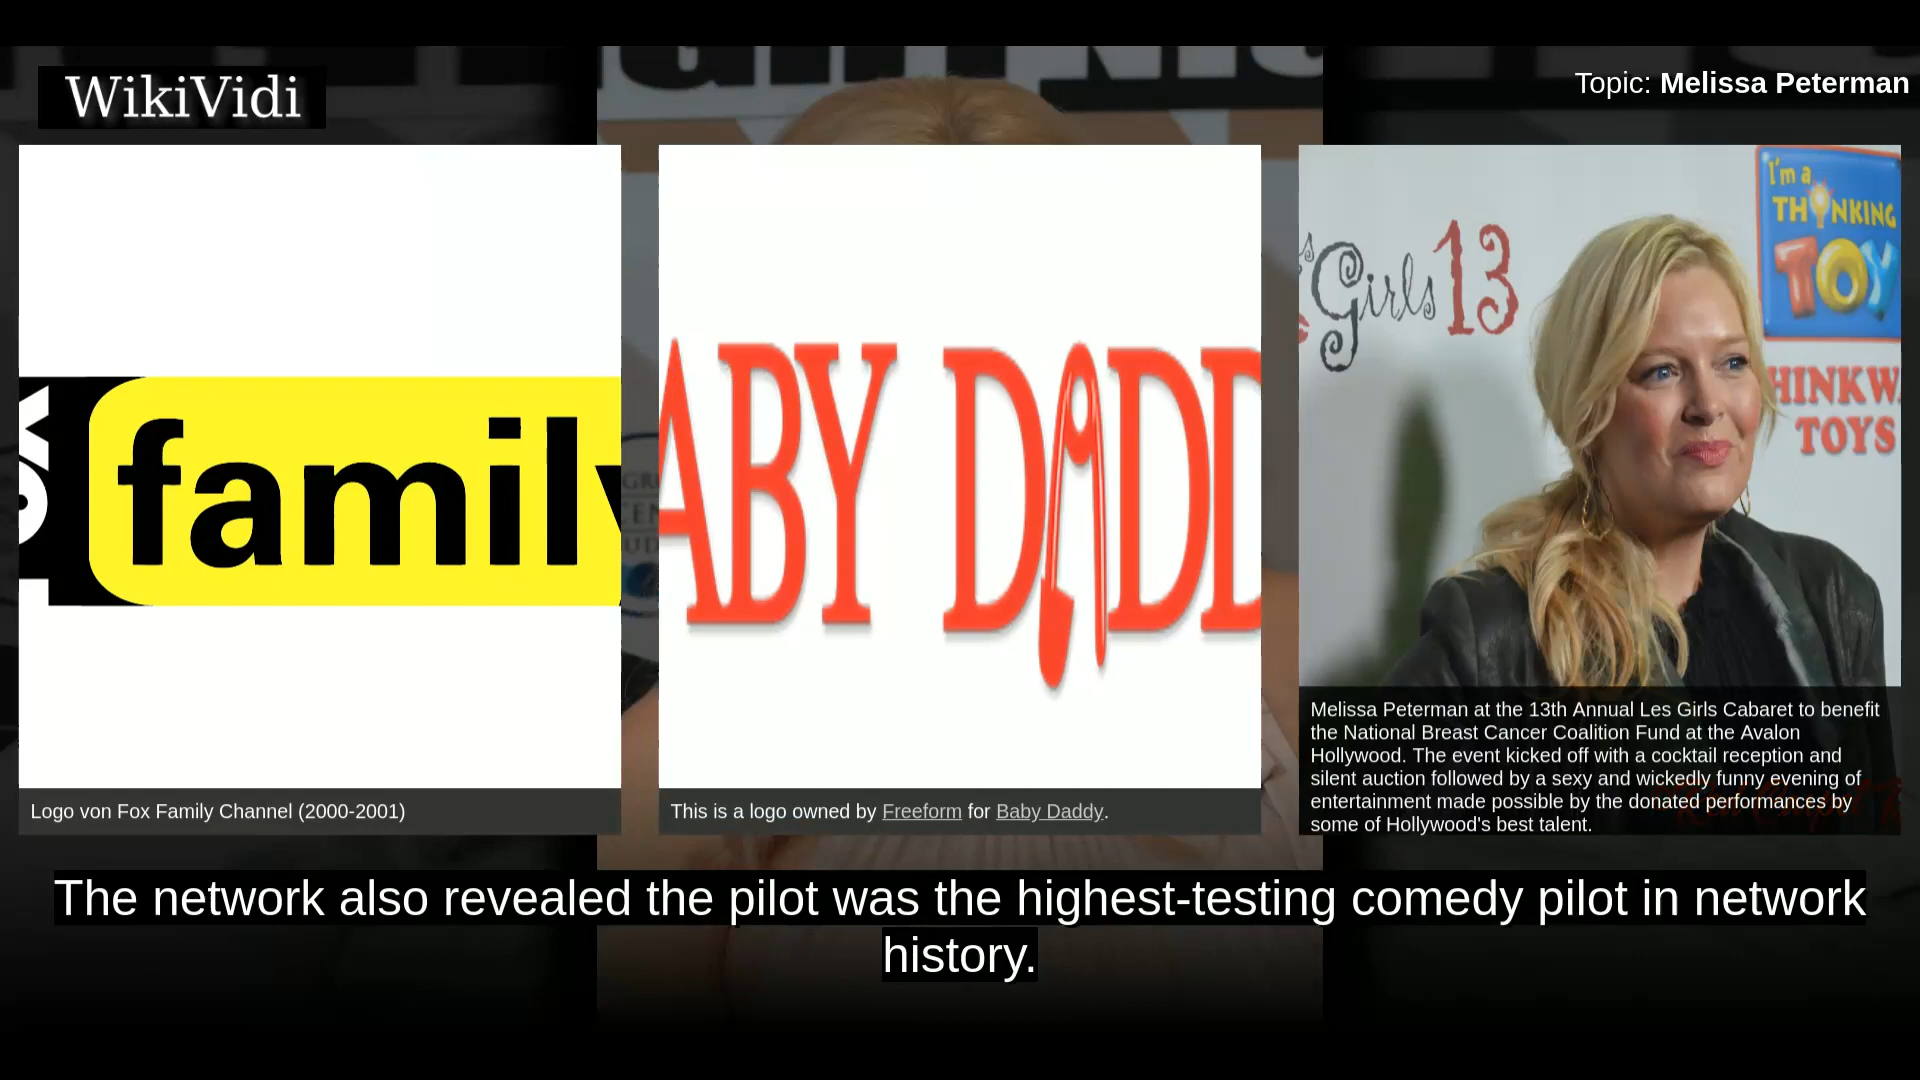 WikiVidi
Topic: Melissa Peterman
family
ABY DADD
Girls 13
I'm a
THINKING
TOY
HINKW
TOYS
Logo von Fox Family Channel (2000-2001)
This is a logo owned by Freeform for Baby Daddy.
Melissa Peterman at the 13th Annual Les Girls Cabaret to benefit
the National Breast Cancer Coalition Fund at the Avalon
Hollywood. The event kicked off with a cocktail reception and
silent auction followed by a sexy and wickedly funny evening of
entertainment made possible by the donated performances by
some of Hollywood's best talent.
The network also revealed the pilot was the highest-testing comedy pilot in network
history.